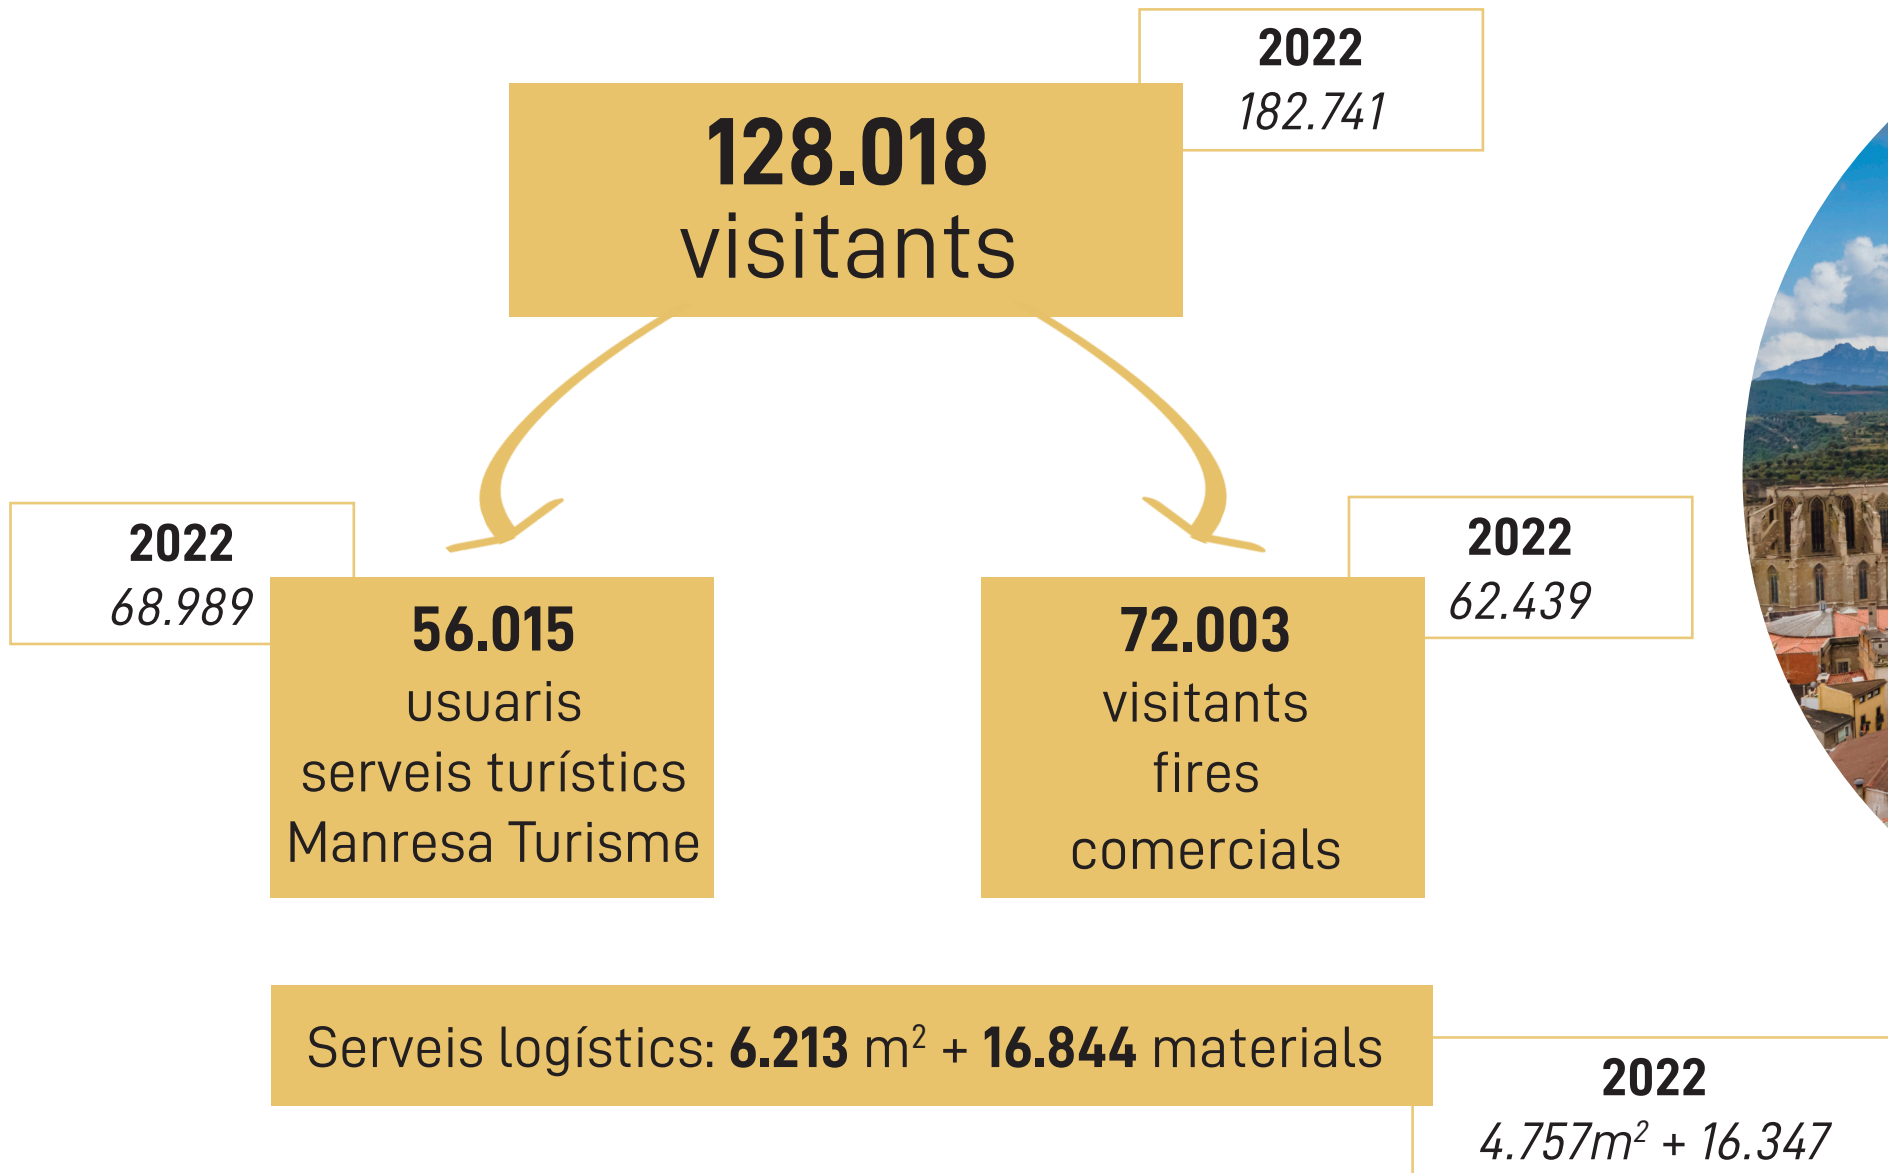 2022
182.741
128.018
visitants
2022
68.989
56.015
usuaris
serveis turístics
Manresa Turisme
2022
62.439
72.003
visitants
fires
comercials
Serveis logístics: 6.213 m² + 16.844 materials
2022
4.757m² + 16.347